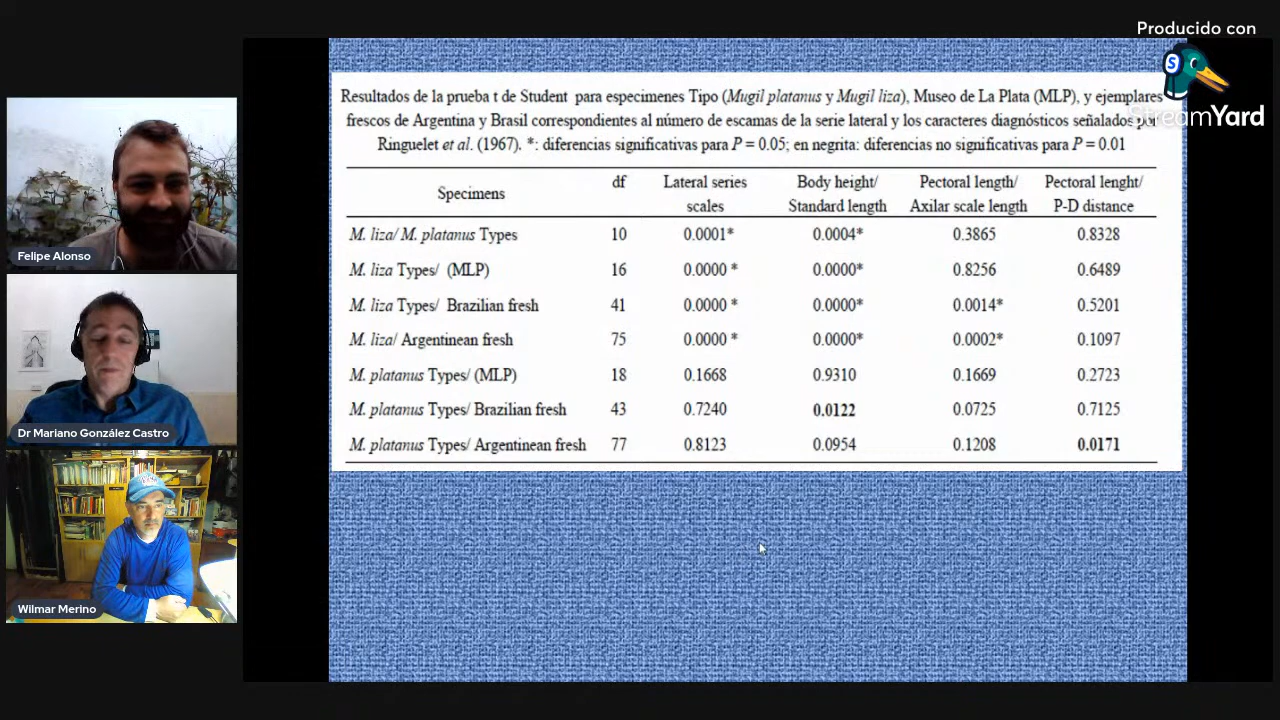 Producido con
StreamYard
Resultados de la prueba t de Student para especimenes Tipo (Mugil platanus y Mugil liza), Museo de La Plata (MLP), y ejemplares
frescos de Argentina y Brasil correspondientes al número de escamas de la serie lateral y los caracteres diagnósticos señalados por
Ringuelet et al. (1967). *: diferencias significativas para P = 0.05; en negrita: diferencias no significativas para P = 0.01
Specimens df Lateral series scales Body height/ Standard length Pectoral length/ Axilar scale length Pectoral lenght/ P-D distance
M. liza/ M. platanus Types 10 0.0001* 0.0004* 0.3865 0.8328
M. liza Types/ (MLP) 16 0.0000 * 0.0000* 0.8256 0.6489
M. liza Types/ Brazilian fresh 41 0.0000 * 0.0000* 0.0014* 0.5201
M. liza/ Argentinean fresh 75 0.0000 * 0.0000* 0.0002* 0.1097
M. platanus Types/ (MLP) 18 0.1668 0.9310 0.1669 0.2723
M. platanus Types/ Brazilian fresh 43 0.7240 0.0122 0.0725 0.7125
M. platanus Types/ Argentinean fresh 77 0.8123 0.0954 0.1208 0.0171
Felipe Alonso
Dr Mariano González Castro
Wilmar Merino